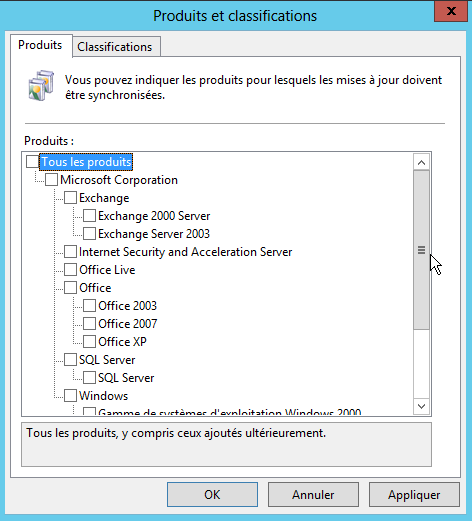 Produits et classifications
Produits
Classifications
Vous pouvez indiquer les produits pour lesquels les mises à jour doivent
être synchronisées.
Produits :
Tous les produits
Microsoft Corporation
Exchange
Exchange 2000 Server
Exchange Server 2003
Internet Security and Acceleration Server
Office Live
Office
Office 2003
Office 2007
Office XP
SQL Server
SQL Server
Windows
Gamme de systèmes d'exploitation Windows 2000
Tous les produits, y compris ceux ajoutés ultérieurement.
OK
Annuler
Appliquer